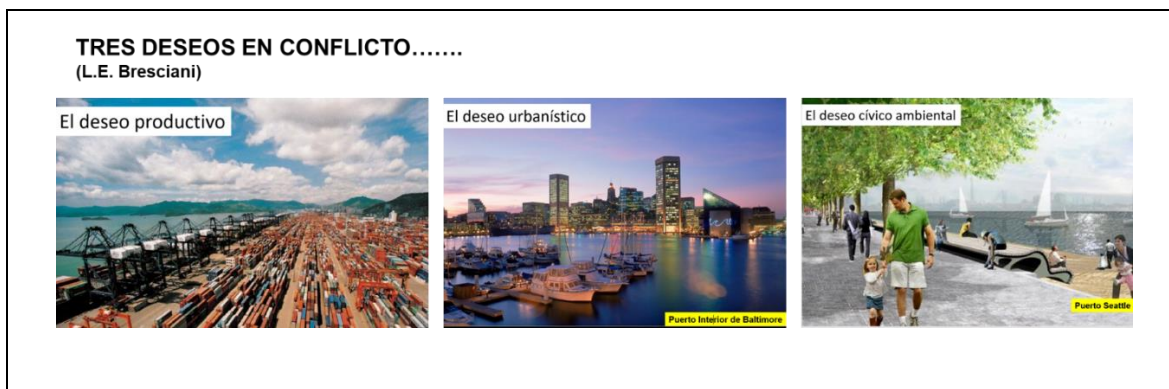 TRES DESEOS EN CONFLICTO.......
(L.E. Bresciani)
El deseo productivo
El deseo urbanístico
Puerto Interior de Baltimore
El deseo cívico ambiental
Puerto Seattle